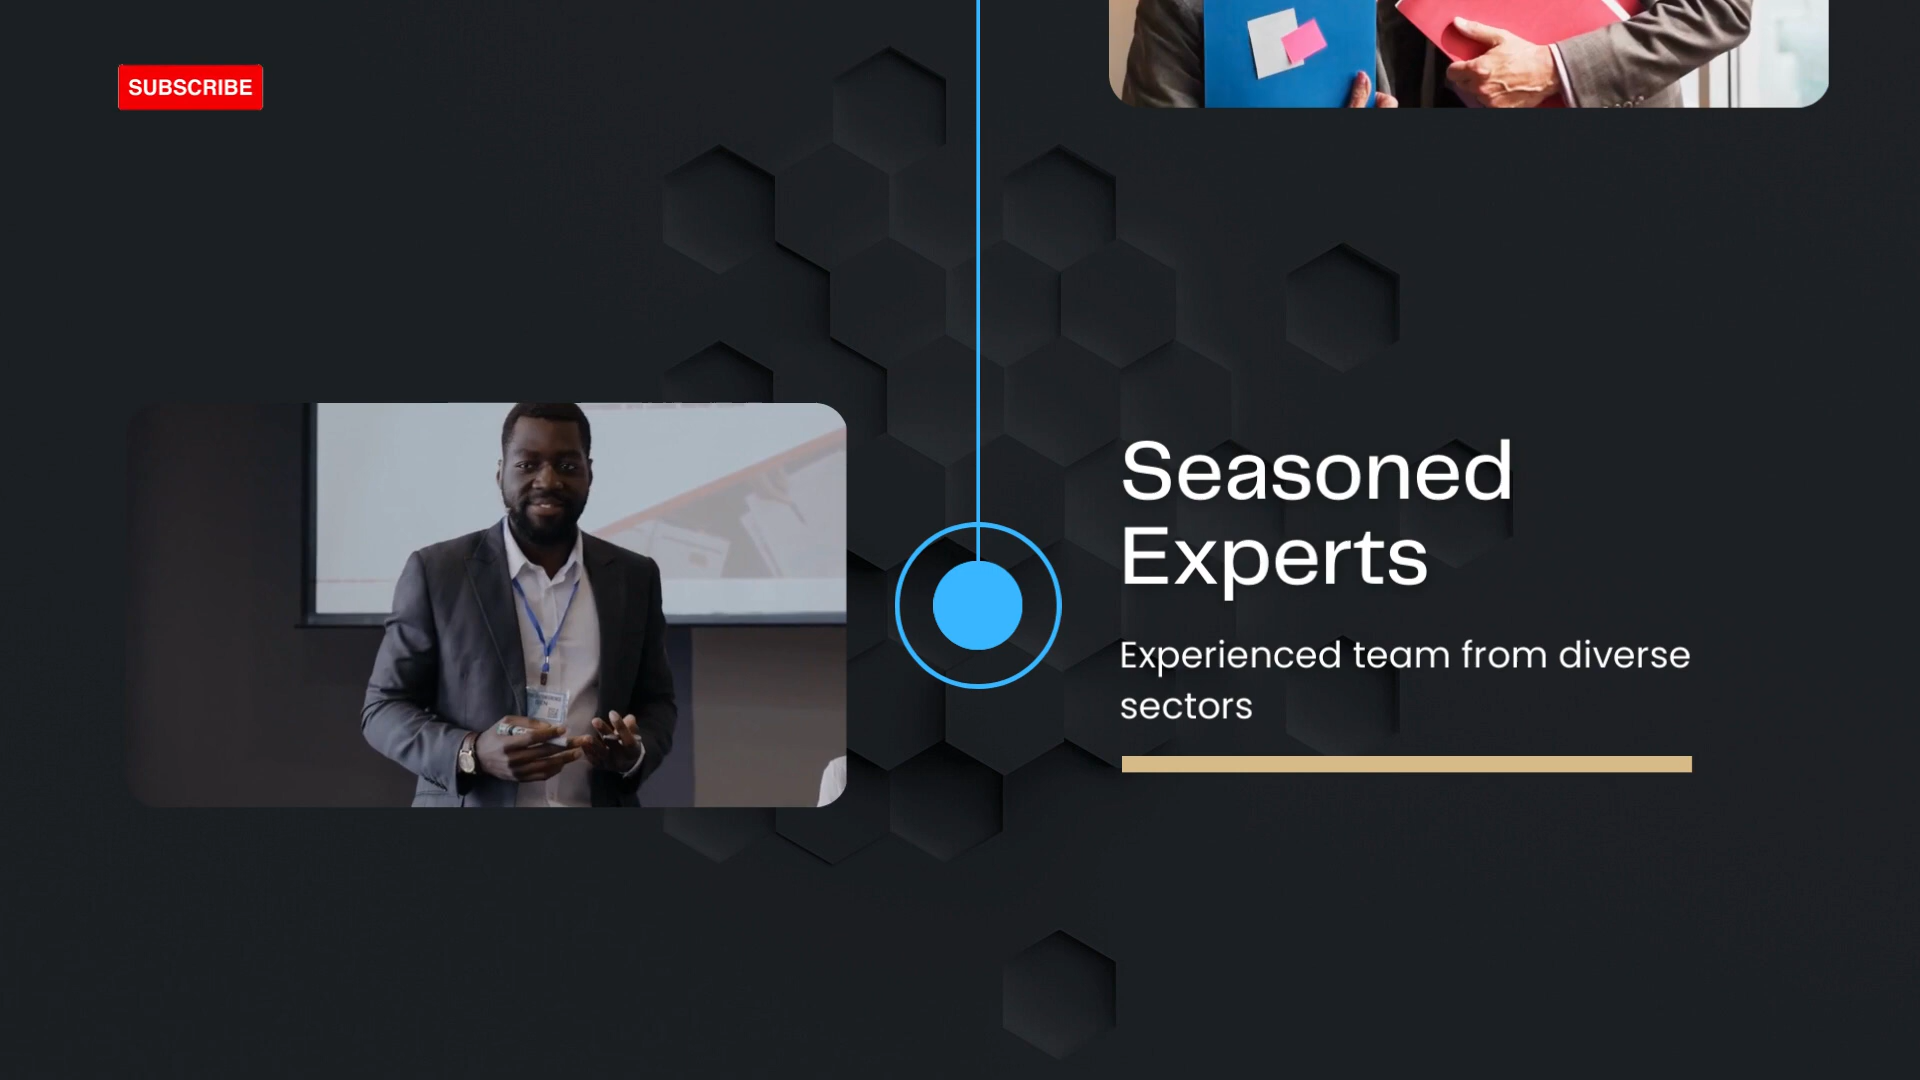 SUBSCRIBE
Seasoned
Experts
Experienced team from diverse
sectors